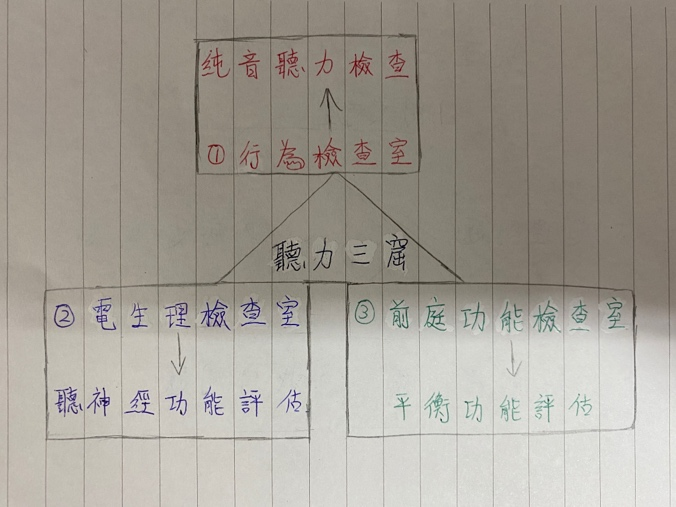 純音聽力檢查
①行為檢查室
聽力三窟
②電生理檢查室
聽神經功能評估
③前庭功能檢查室
平衡功能評估